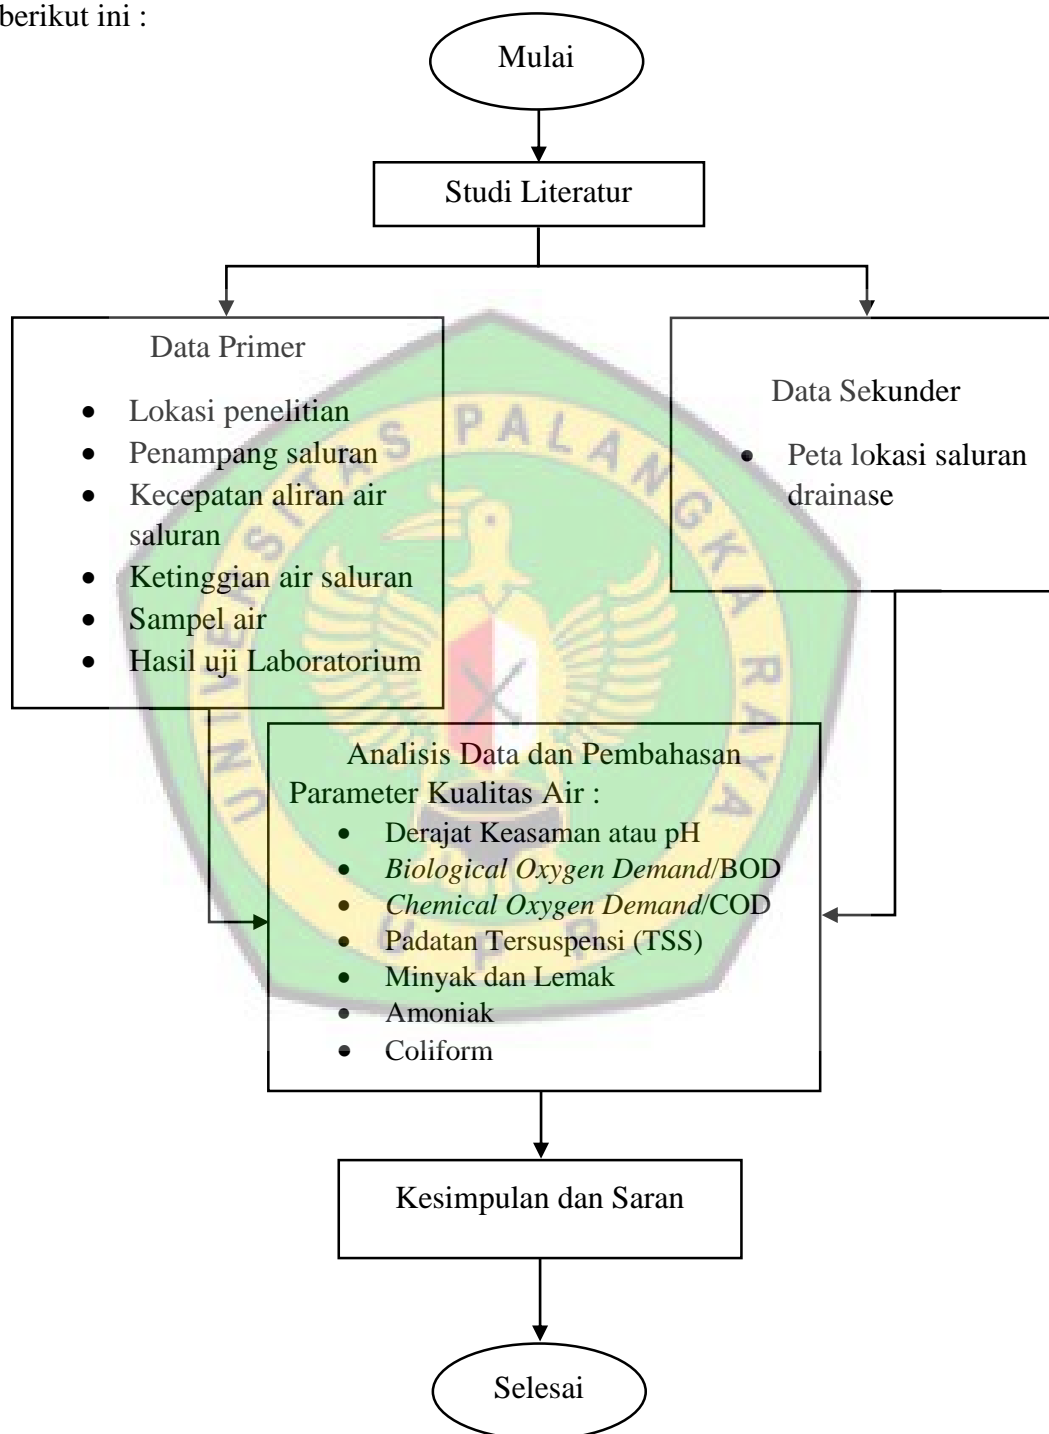 berikut ini :
Mulai
Studi Literatur
Data Primer
• Lokasi penelitian
• Penampang saluran
• Kecepatan aliran air
saluran
• Ketinggian air saluran
• Sampel air
• Hasil uji Laboratorium
Data Sekunder
• Peta lokasi saluran
drainase
UNIVERSITAS PALANGKA RAYA
Analisis Data dan Pembahasan
Parameter Kualitas Air :
• Derajat Keasaman atau pH
• Biological Oxygen Demand/BOD
• Chemical Oxygen Demand/COD
• Padatan Tersuspensi (TSS)
• Minyak dan Lemak
• Amoniak
• Coliform
U P R
Kesimpulan dan Saran
Selesai